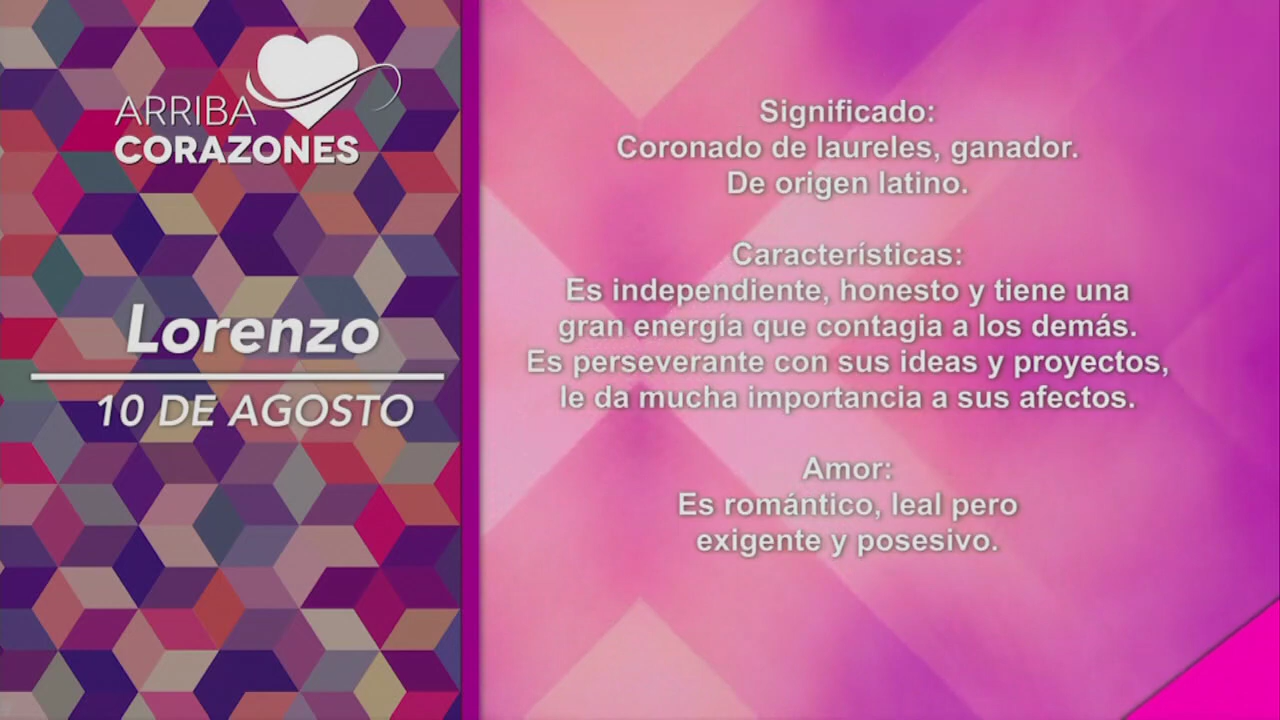 ARRIBA
CORAZONES
Lorenzo
10 DE AGOSTO
Significado:
Coronado de laureles, ganador.
De origen latino.
Características:
Es independiente, honesto y tiene una
gran energía que contagia a los demás.
Es perseverante con sus ideas y proyectos,
le da mucha importancia a sus afectos.
Amor:
Es romántico, leal pero
exigente y posesivo.